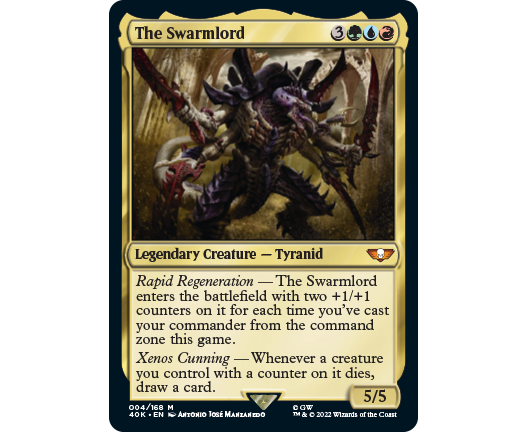 The Swarmlord 3
Legendary Creature — Tyranid
Rapid Regeneration — The Swarmlord
enters the battlefield with two +1/+1
counters on it for each time you've cast
your commander from the command
zone this game.
Xenos Cunning — Whenever a creature
you control with a counter on it dies,
draw a card.
5/5
004/168 M
40K • EN Antonio José Manzanedo
© GW
™ & © 2022 Wizards of the Coast